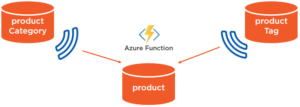 product
Category
product
Tag
Azure Function
product